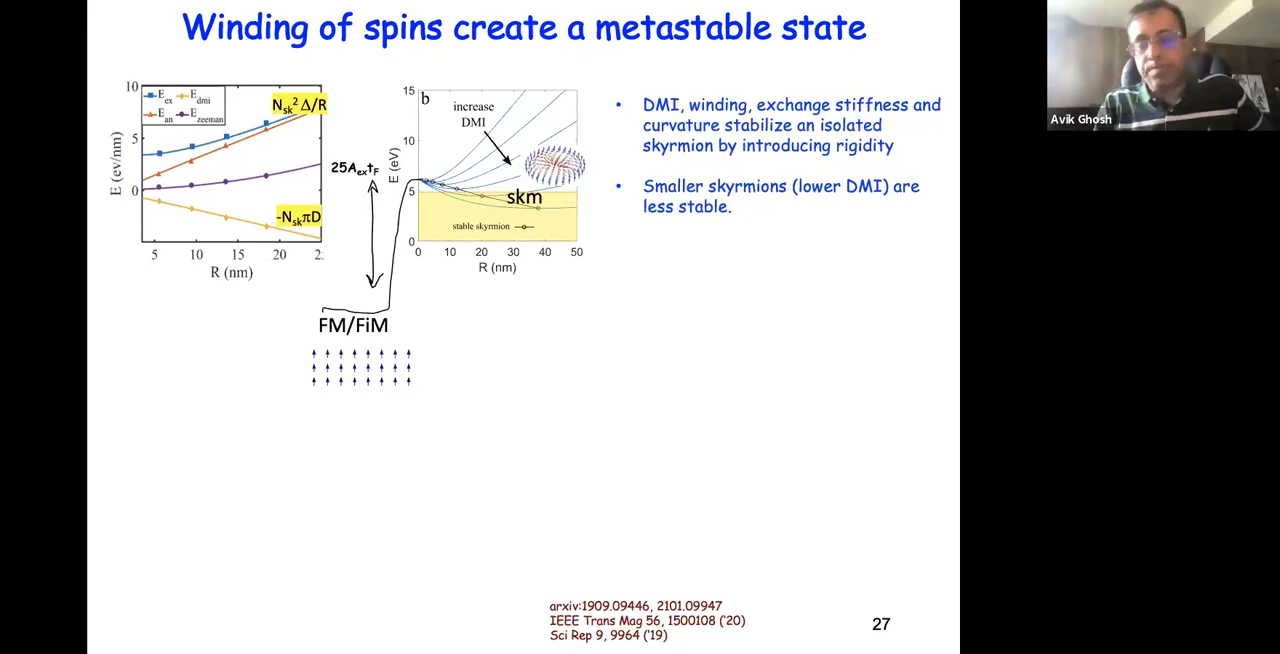 Winding of spins create a metastable state
Avik Ghosh
10
5
0
E (ev/nm)
E_ex E_dmi
E_an E_zeeman
N_sk² Δ/R
-N_skπD
5 10 15 20 2:
R (nm)
25A_ext_F
b
15
10
5
0
E (eV)
increase
DMI
skm
stable skyrmion
0 10 20 30 40 50
R (nm)
FM/FiM
• DMI, winding, exchange stiffness and
curvature stabilize an isolated
skyrmion by introducing rigidity
• Smaller skyrmions (lower DMI) are
less stable.
arxiv:1909.09446, 2101.09947
IEEE Trans Mag 56, 1500108 ('20)
Sci Rep 9, 9964 ('19)
27